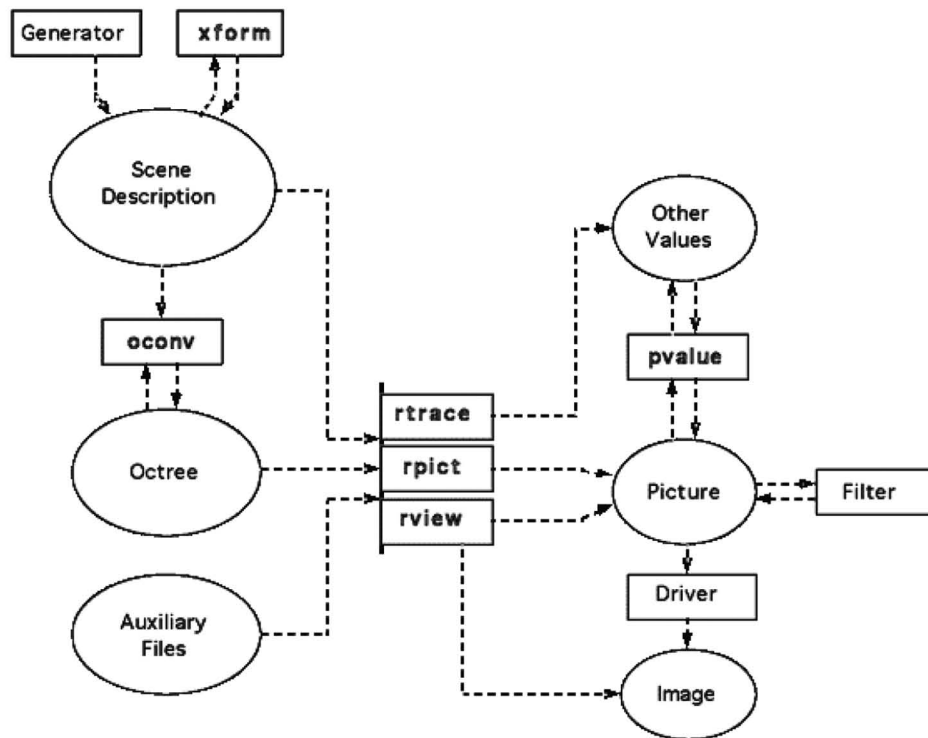 Generator
xform
Scene
Description
Other
Values
oconv
pvalue
rtrace
Octree
rpict
Picture
Filter
rview
Auxiliary
Files
Driver
Image